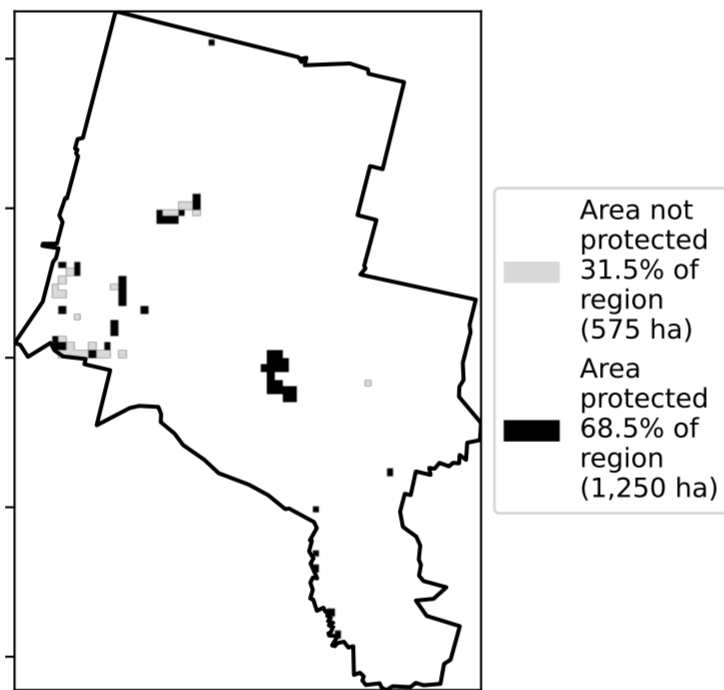 Area not
protected
31.5% of
region
(575 ha)
Area
protected
68.5% of
region
(1,250 ha)